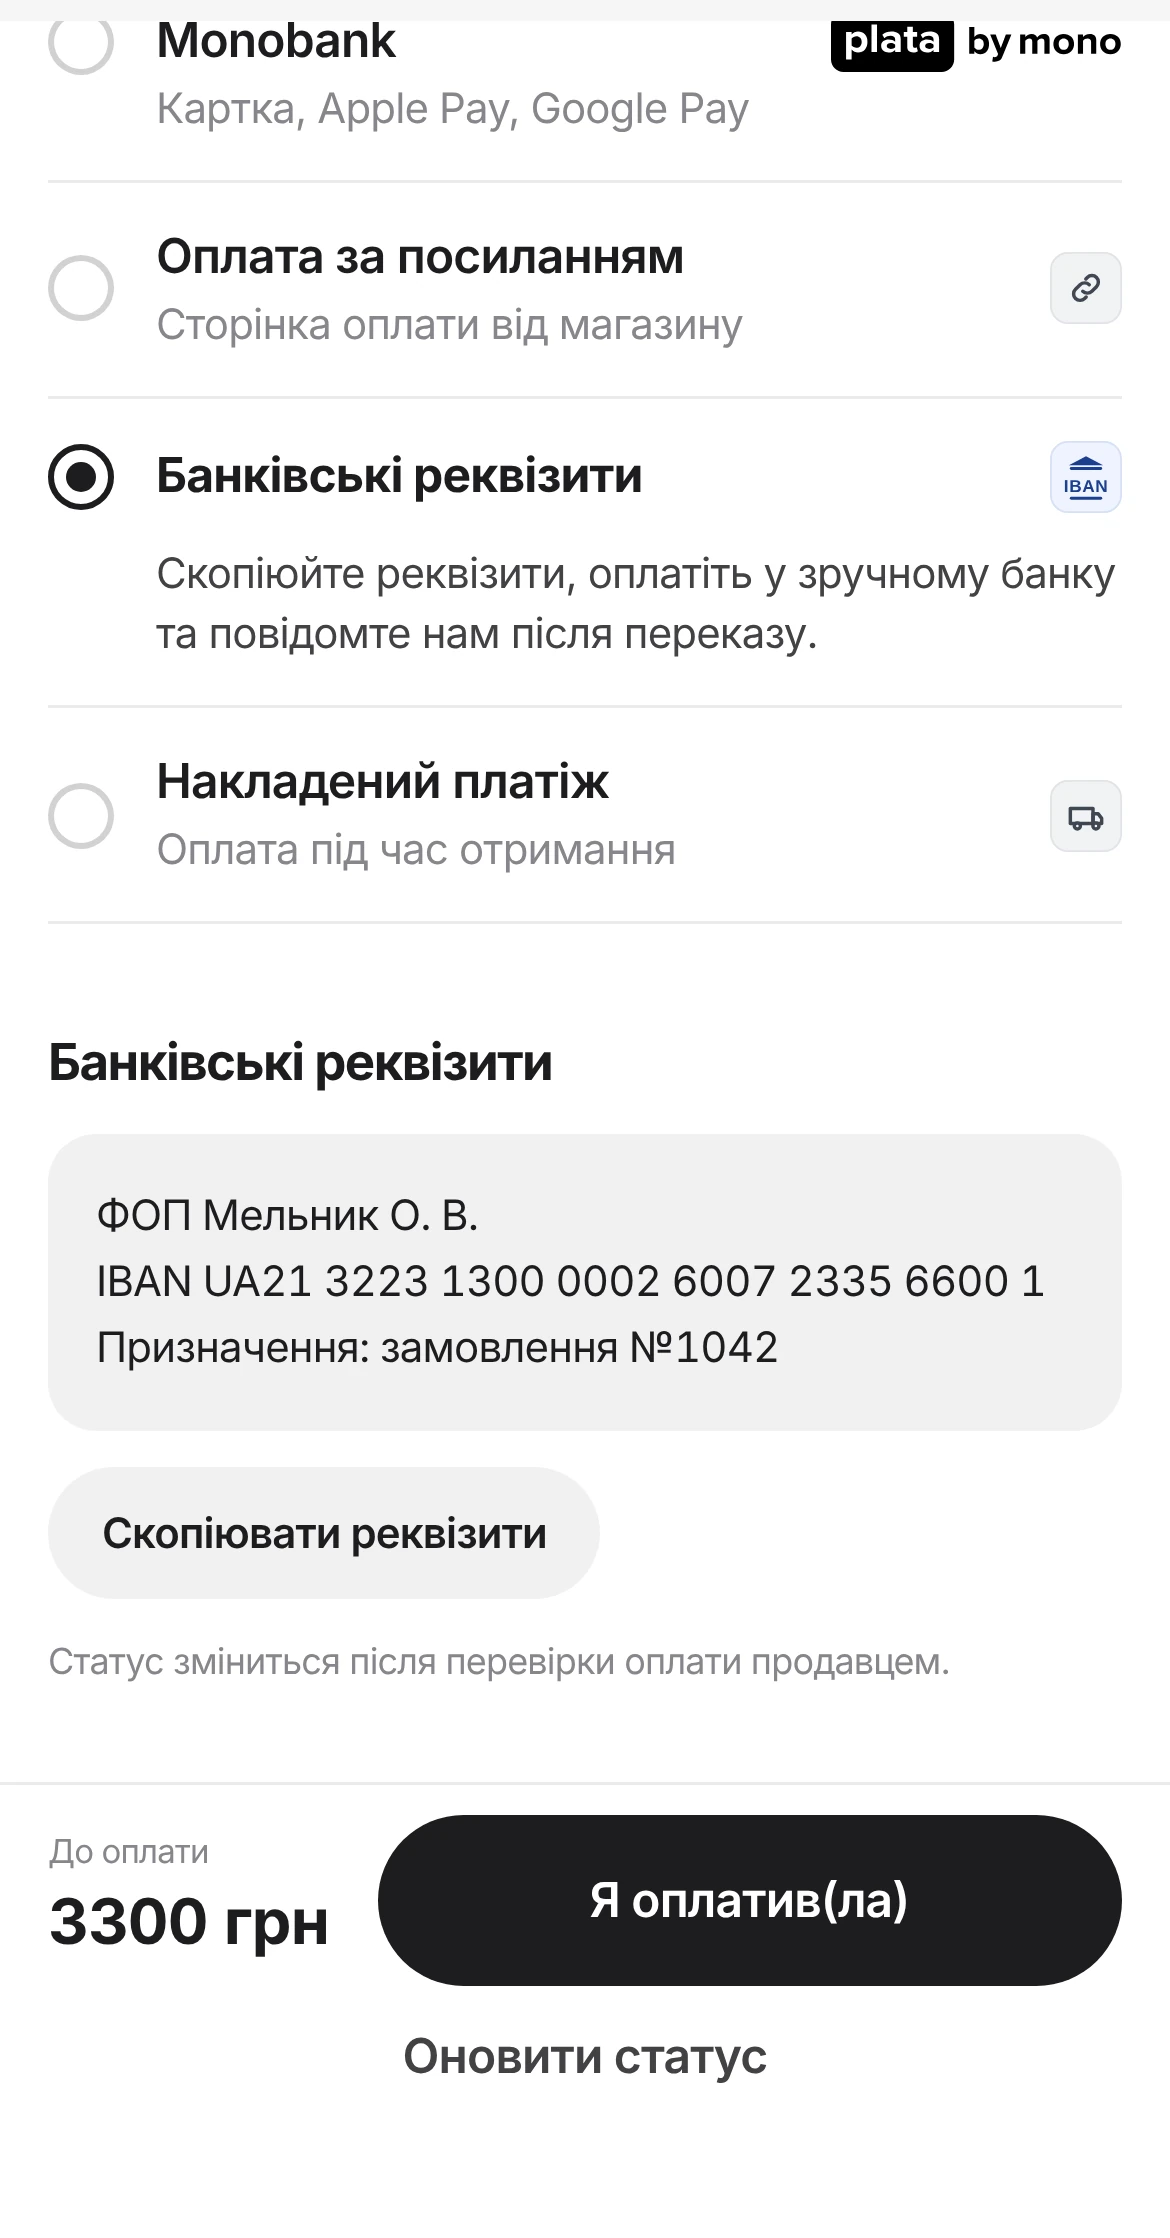 Monobank
plata by mono
Картка, Apple Pay, Google Pay
Оплата за посиланням
Сторінка оплати від магазину
Банківські реквізити
IBAN
Скопіюйте реквізити, оплатіть у зручному банку
та повідомте нам після переказу.
Накладений платіж
Оплата під час отримання
Банківські реквізити
ФОП Мельник О. В.
IBAN UA21 3223 1300 0002 6007 2335 6600 1
Призначення: замовлення №1042
Скопіювати реквізити
Статус зміниться після перевірки оплати продавцем.
До оплати
3300 грн
Я оплатив(ла)
Оновити статус